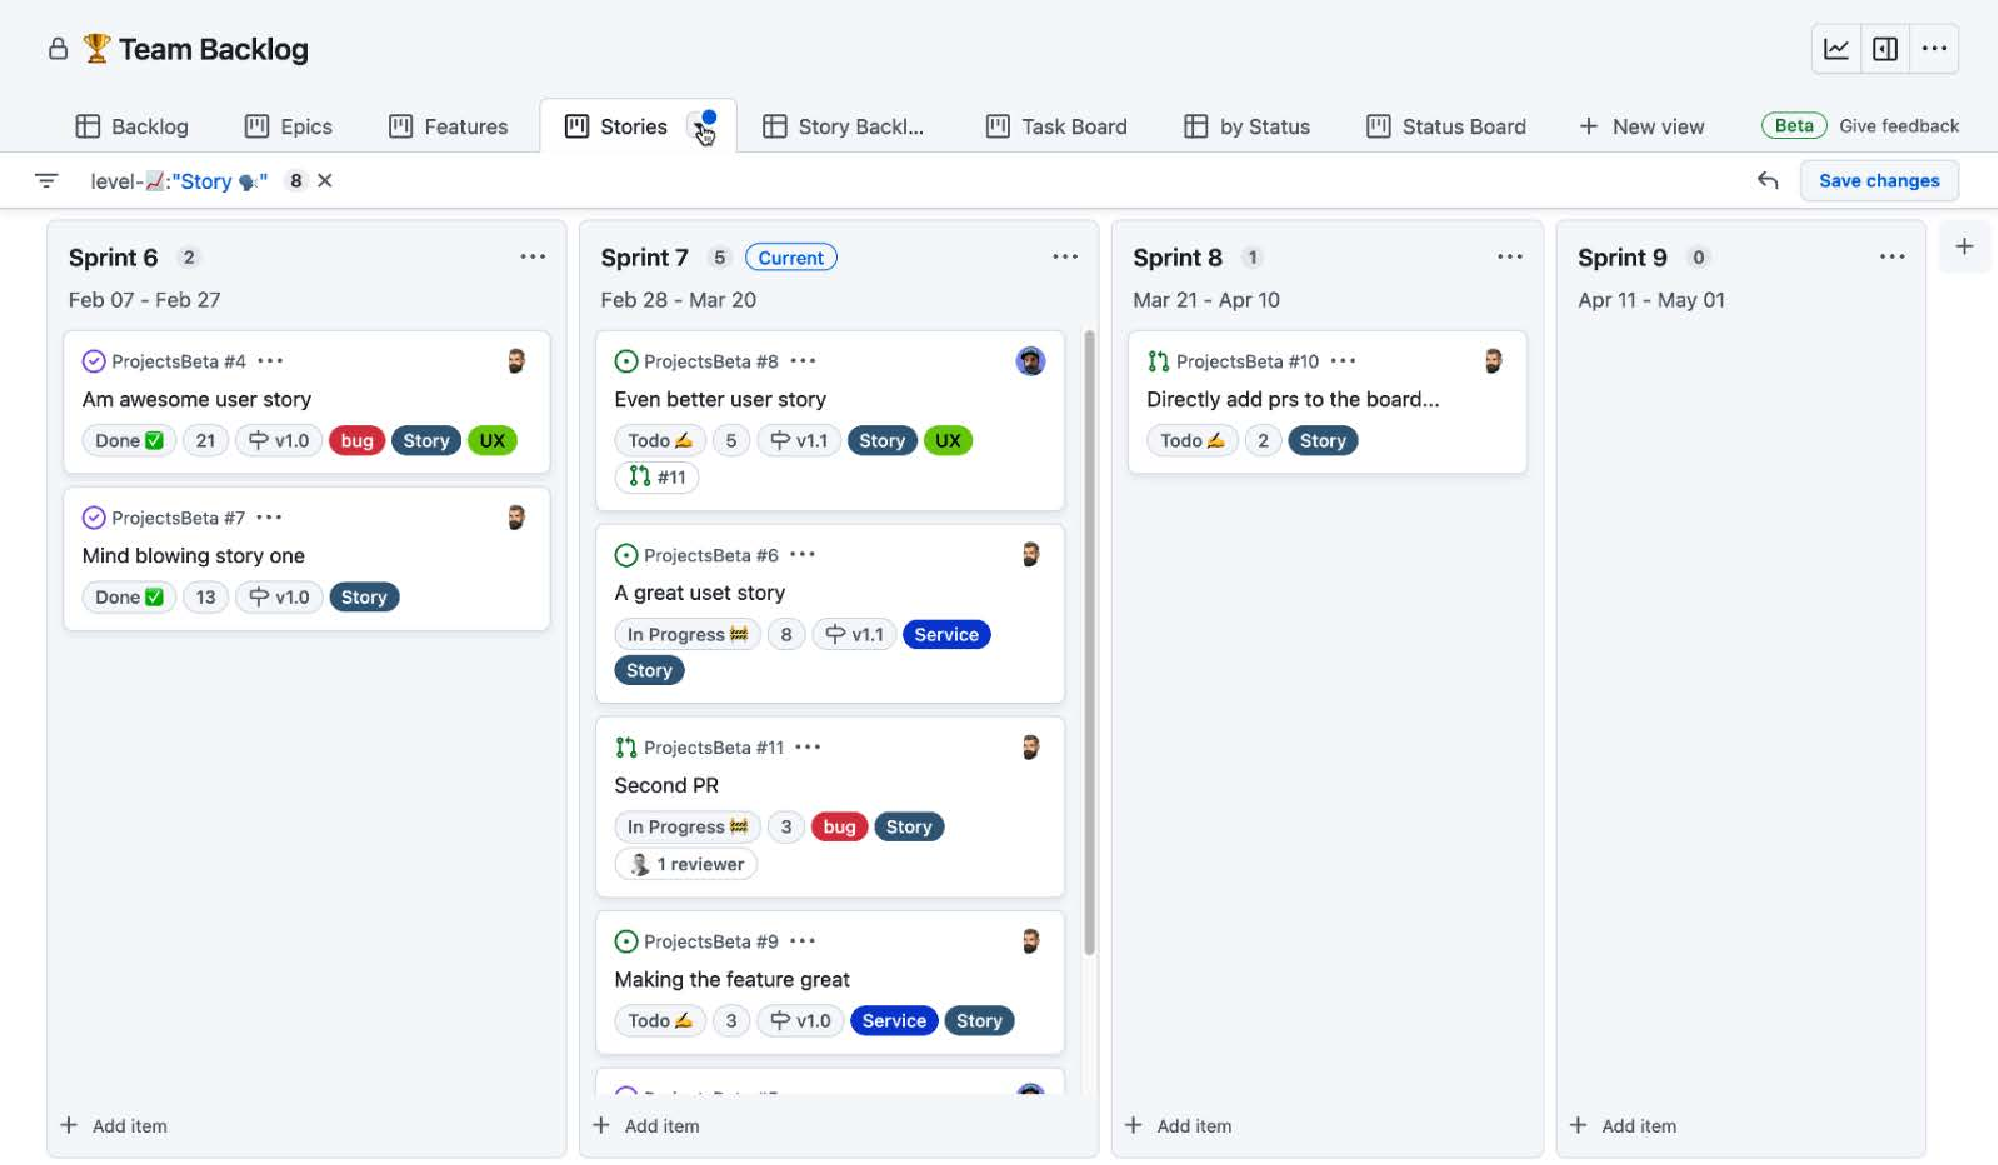 🏆 Team Backlog
Backlog Epics Features Stories Story Backl... Task Board by Status Status Board + New view Beta Give feedback
level-📈:"Story 🗣️" 8 ✕ Save changes
Sprint 6 2
Feb 07 - Feb 27
ProjectsBeta #4 ···
Am awesome user story
Done ✅ 21 v1.0 bug Story UX
ProjectsBeta #7 ···
Mind blowing story one
Done ✅ 13 v1.0 Story
+ Add item
Sprint 7 5 Current
Feb 28 - Mar 20
ProjectsBeta #8 ···
Even better user story
Todo ✍️ 5 v1.1 Story UX
#11
ProjectsBeta #6 ···
A great uset story
In Progress 🚧 8 v1.1 Service
Story
ProjectsBeta #11 ···
Second PR
In Progress 🚧 3 bug Story
1 reviewer
ProjectsBeta #9 ···
Making the feature great
Todo ✍️ 3 v1.0 Service Story
+ Add item
Sprint 8 1
Mar 21 - Apr 10
ProjectsBeta #10 ···
Directly add prs to the board...
Todo ✍️ 2 Story
+ Add item
Sprint 9 0
Apr 11 - May 01
+ Add item